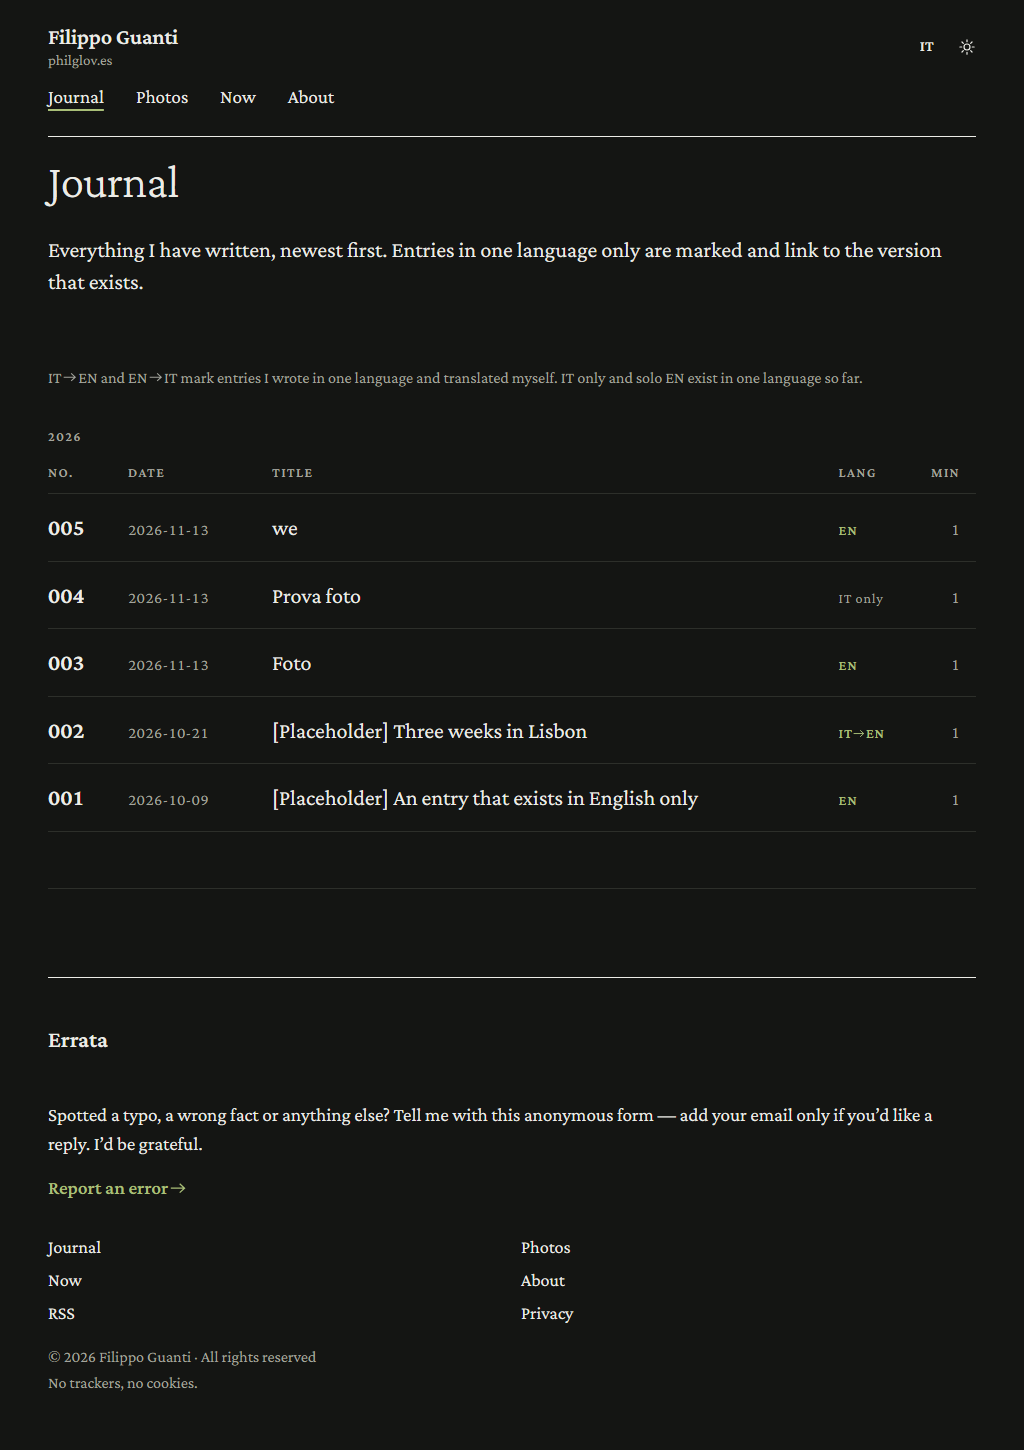 Filippo Guanti
philglov.es
IT
Journal Photos Now About
Journal
Everything I have written, newest first. Entries in one language only are marked and link to the version
that exists.
IT→EN and EN→IT mark entries I wrote in one language and translated myself. IT only and solo EN exist in one language so far.
2026
NO. DATE TITLE LANG MIN
005 2026-11-13 we EN 1
004 2026-11-13 Prova foto IT only 1
003 2026-11-13 Foto EN 1
002 2026-10-21 [Placeholder] Three weeks in Lisbon IT→EN 1
001 2026-10-09 [Placeholder] An entry that exists in English only EN 1
Errata
Spotted a typo, a wrong fact or anything else? Tell me with this anonymous form — add your email only if you’d like a
reply. I’d be grateful.
Report an error→
Journal Photos
Now About
RSS Privacy
© 2026 Filippo Guanti · All rights reserved
No trackers, no cookies.